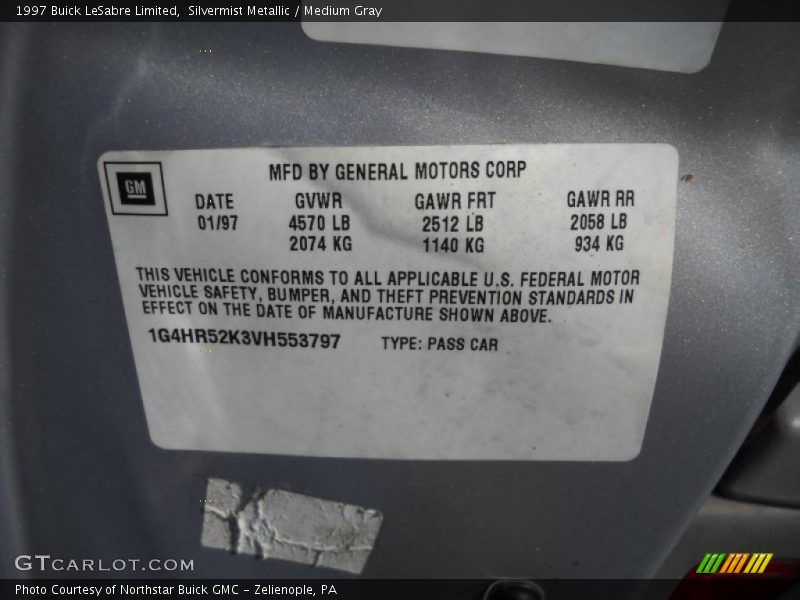 1997 Buick LeSabre Limited, Silvermist Metallic / Medium Gray
GM
MFD BY GENERAL MOTORS CORP
DATE GVWR GAWR FRT GAWR RR
01/97 4570 LB 2512 LB 2058 LB
2074 KG 1140 KG 934 KG
THIS VEHICLE CONFORMS TO ALL APPLICABLE U.S. FEDERAL MOTOR
VEHICLE SAFETY, BUMPER, AND THEFT PREVENTION STANDARDS IN
EFFECT ON THE DATE OF MANUFACTURE SHOWN ABOVE.
1G4HR52K3VH553797 TYPE: PASS CAR
GTCARLOT.COM
Photo Courtesy of Northstar Buick GMC - Zelienople, PA